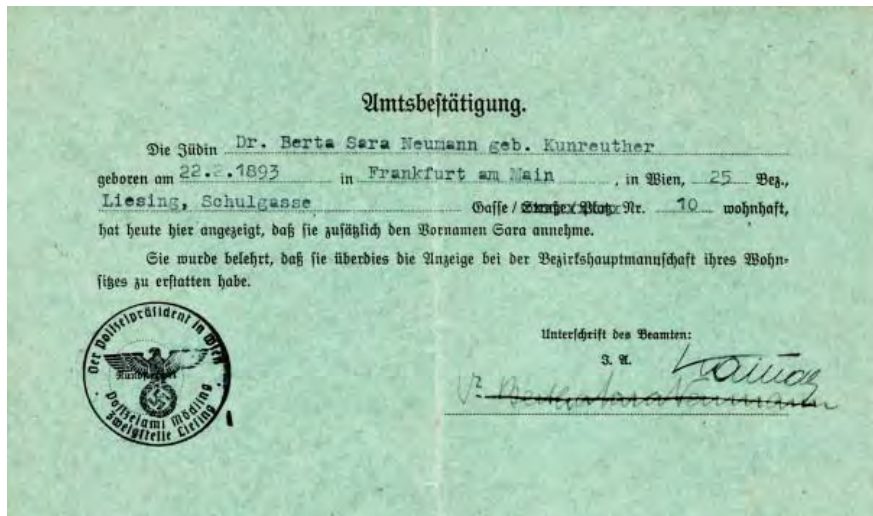 Amtsbestätigung.
Die Jüdin Dr. Berta Sara Neumann geb. Kunreuther
geboren am 22.2.1893 in Frankfurt am Main, in Wien, 25 Bez.,
Liesing, Schulgasse Gasse / Straße / Platz Nr. 10 wohnhaft,
hat heute hier angezeigt, daß sie zusätzlich den Vornamen Sara annehme.
Sie wurde belehrt, daß sie überdies die Anzeige bei der Bezirkshauptmannschaft ihres Wohn-
sitzes zu erstatten habe.
Der Polizeipräsident in Wien
Polizeiamt Mödling
Zweigstelle Liesing
Unterschrift des Beamten:
J. A.
Berta Sara Neumann